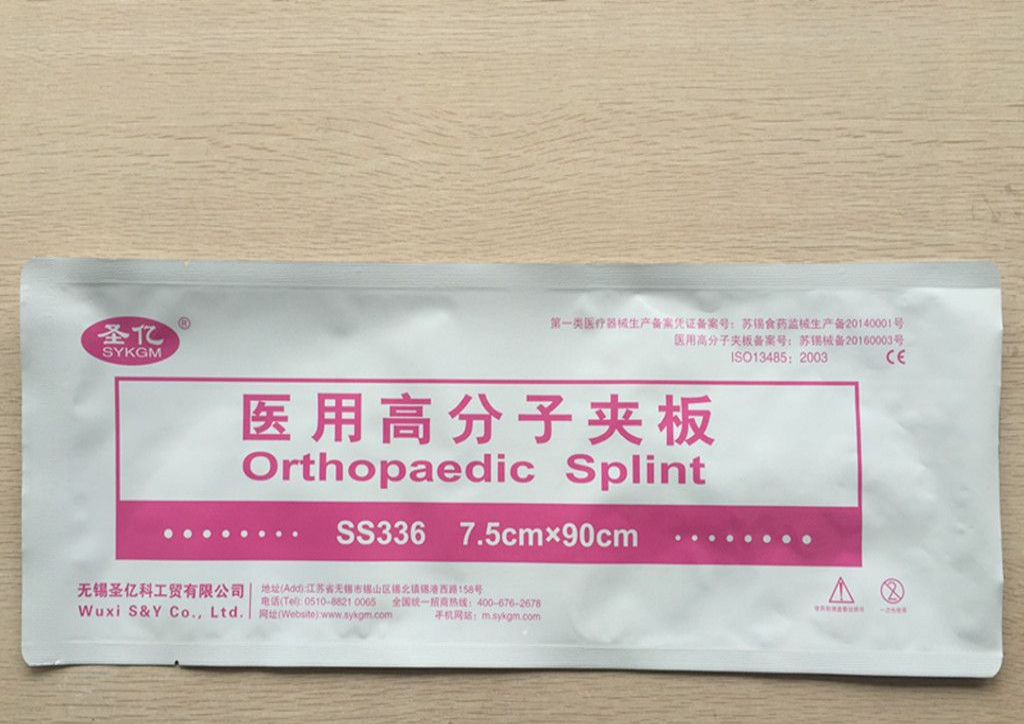 圣亿®
SYKGM
第一类医疗器械生产备案凭证备案号：苏锡食药监械生产备20140001号
医用高分子夹板备案号：苏锡械备20160003号
ISO13485：2003 CE
医用高分子夹板
Orthopaedic Splint
SS336 7.5cm×90cm
无锡圣亿科工贸有限公司
Wuxi S&Y Co., Ltd.
地址(Add):江苏省无锡市锡山区锡北镇锡港西路158号
电话(Tel): 0510-8821 0065 全国统一招商热线：400-676-2678
网址(Website):www.sykgm.com 手机网站：m.sykgm.com
一次性使用